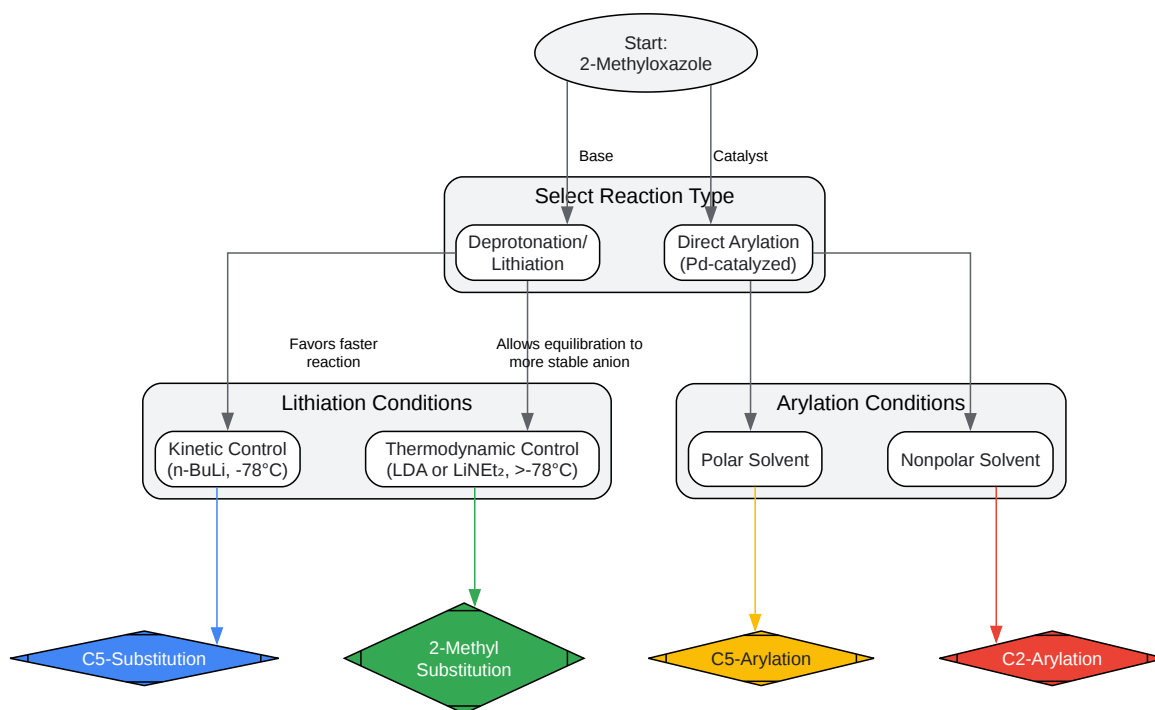 Start:
2-Methyloxazole
Base
Catalyst
Select Reaction Type
Deprotonation/
Lithiation
Direct Arylation
(Pd-catalyzed)
Favors faster
reaction
Allows equilibration to
more stable anion
Lithiation Conditions
Arylation Conditions
Kinetic Control
(n-BuLi, -78°C)
Thermodynamic Control
(LDA or LiNEt₂, >-78°C)
Polar Solvent
Nonpolar Solvent
C5-Substitution
2-Methyl
Substitution
C5-Arylation
C2-Arylation